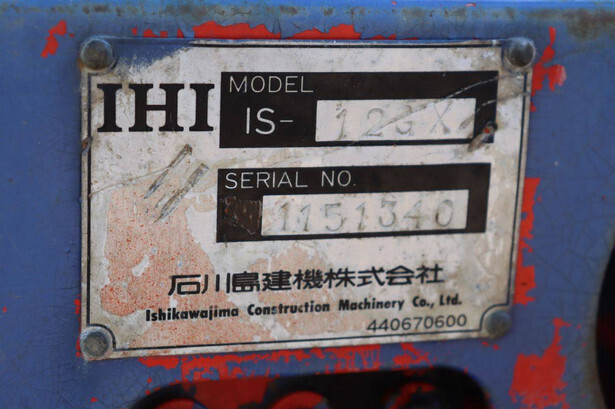 IHI
MODEL
IS- 12GX
SERIAL NO.
1151340
石川島建機株式会社
Ishikawajima Construction Machinery Co., Ltd.
440670600